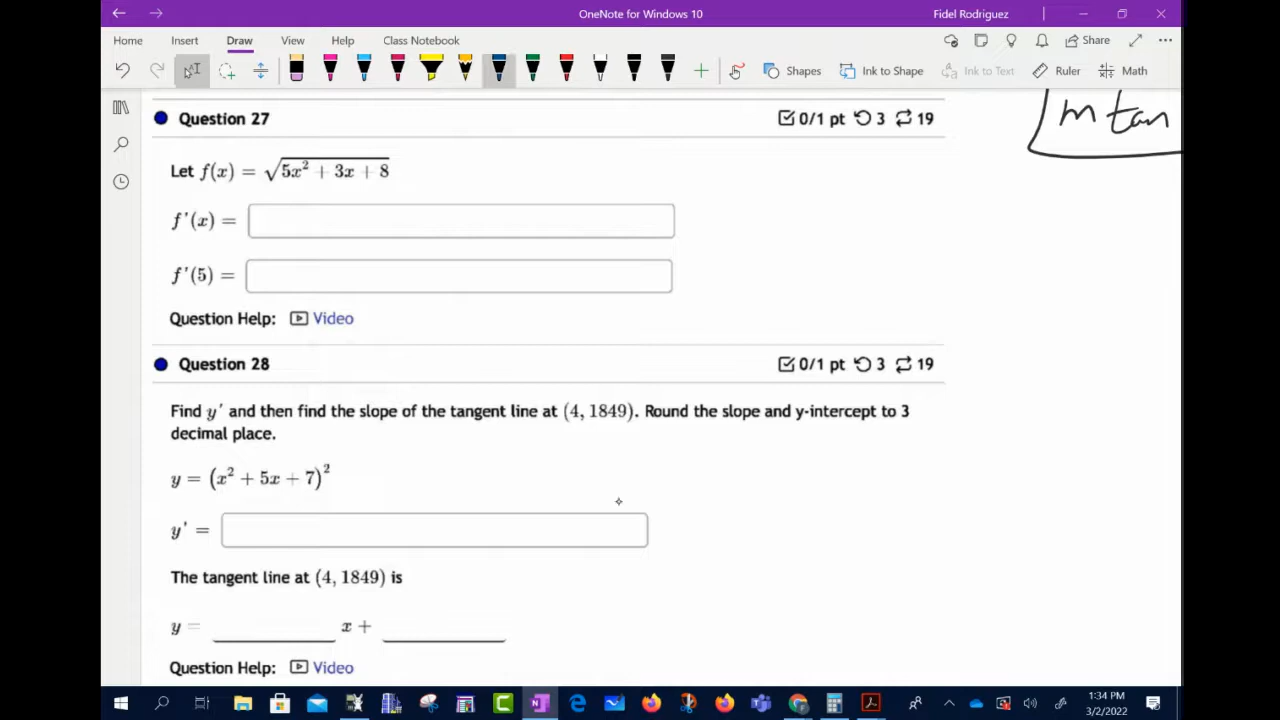 OneNote for Windows 10
Fidel Rodriguez
Home Insert Draw View Help Class Notebook
Share
Shapes Ink to Shape Ink to Text Ruler Math
m tan
Question 27
0/1 pt 3 19
Let f(x) = √(5x² + 3x + 8)
f'(x) =
f'(5) =
Question Help: Video
Question 28
0/1 pt 3 19
Find y' and then find the slope of the tangent line at (4, 1849). Round the slope and y-intercept to 3
decimal place.
y = (x² + 5x + 7)²
y' =
The tangent line at (4, 1849) is
y = x +
Question Help: Video
1:34 PM
3/2/2022